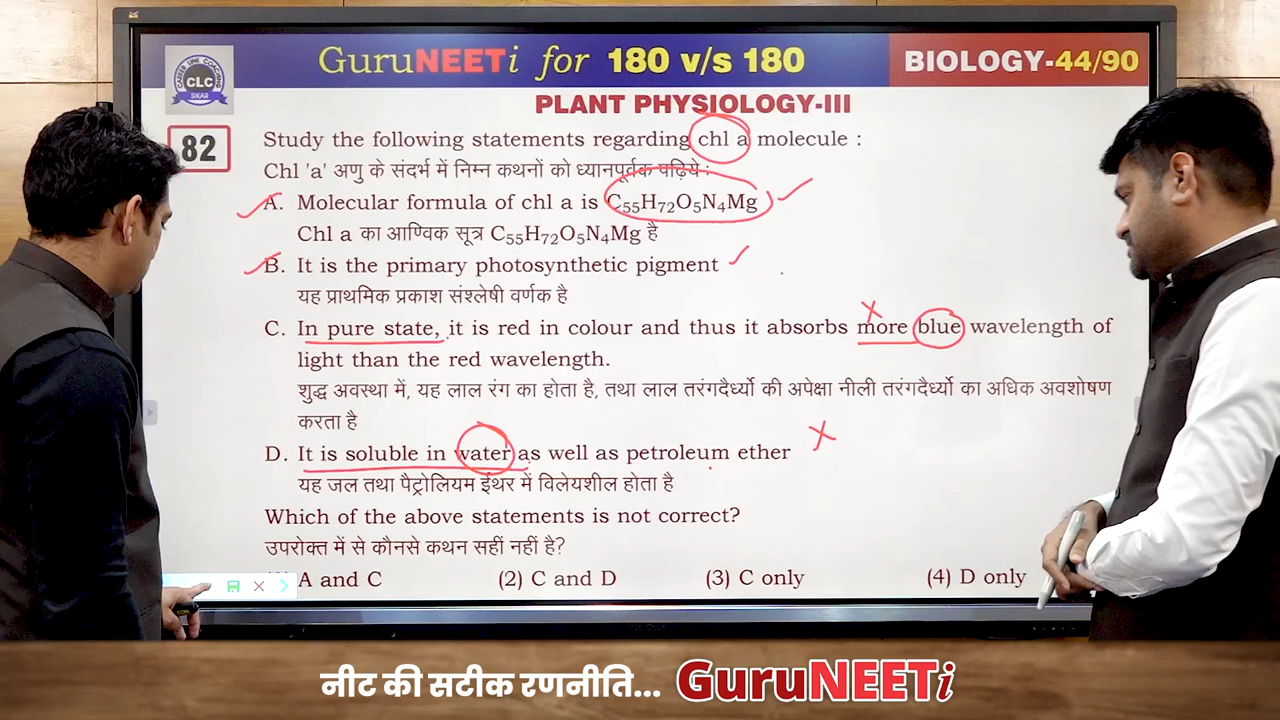 GuruNEETi for 180 v/s 180
BIOLOGY-44/90
CAREER LINE COACHING
CLC
SIKAR
PLANT PHYSIOLOGY-III
82
Study the following statements regarding chl a molecule :
Chl 'a' अणु के संदर्भ में निम्न कथनों को ध्यानपूर्वक पढ़िये :
A. Molecular formula of chl a is C₅₅H₇₂O₅N₄Mg
Chl a का आण्विक सूत्र C₅₅H₇₂O₅N₄Mg है
B. It is the primary photosynthetic pigment
यह प्राथमिक प्रकाश संश्लेषी वर्णक है
C. In pure state, it is red in colour and thus it absorbs more blue wavelength of
light than the red wavelength.
शुद्ध अवस्था में, यह लाल रंग का होता है, तथा लाल तरंगदैर्ध्यो की अपेक्षा नीली तरंगदैर्ध्यो का अधिक अवशोषण
करता है
D. It is soluble in water as well as petroleum ether
यह जल तथा पैट्रोलियम ईथर में विलेयशील होता है
Which of the above statements is not correct?
उपरोक्त में से कौनसे कथन सहीं नहीं है?
A and C (2) C and D (3) C only (4) D only
नीट की सटीक रणनीति... GuruNEETi